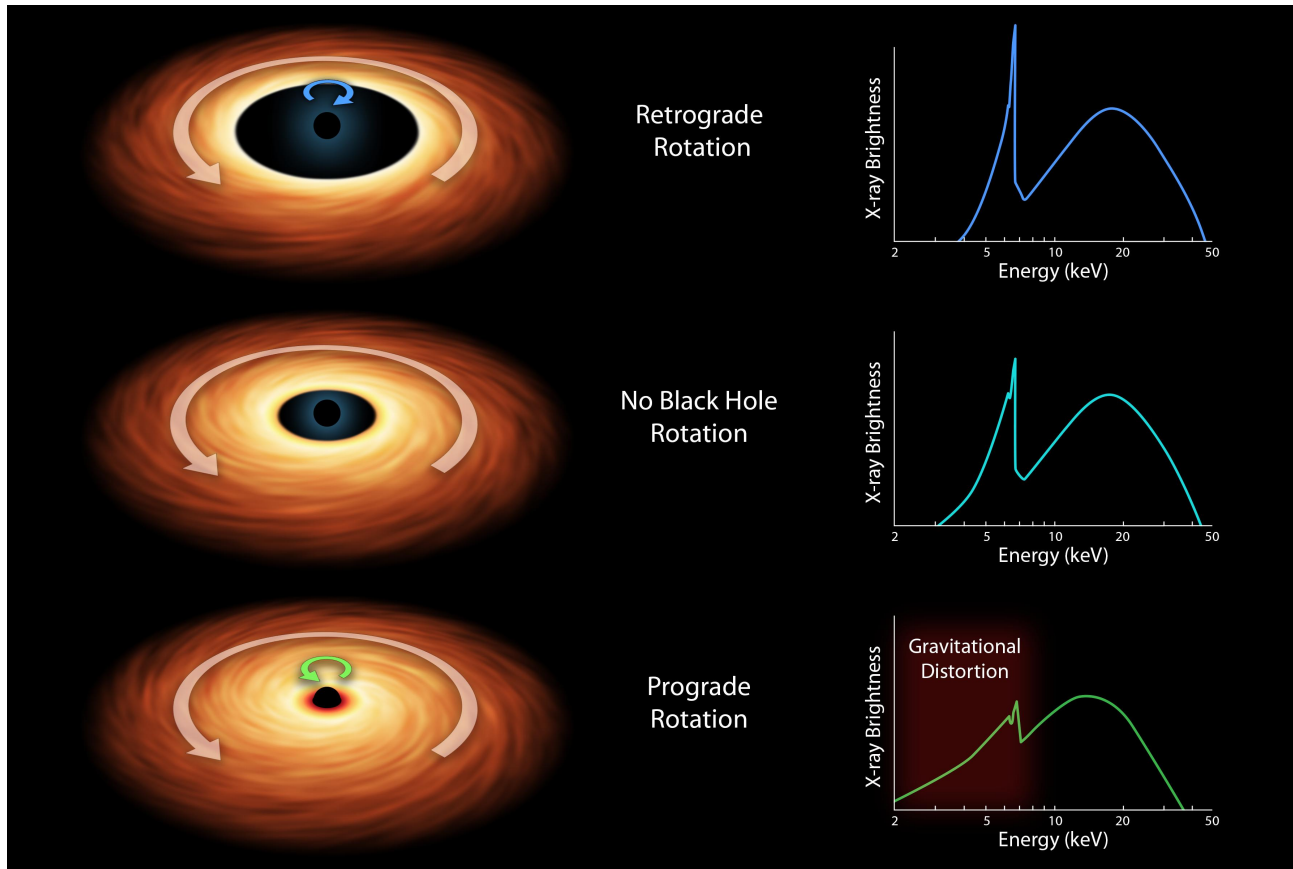 Retrograde
Rotation
X-ray Brightness
2 5 10 20 50
Energy (keV)
No Black Hole
Rotation
X-ray Brightness
2 5 10 20 50
Energy (keV)
Prograde
Rotation
X-ray Brightness
Gravitational
Distortion
2 5 10 20 50
Energy (keV)